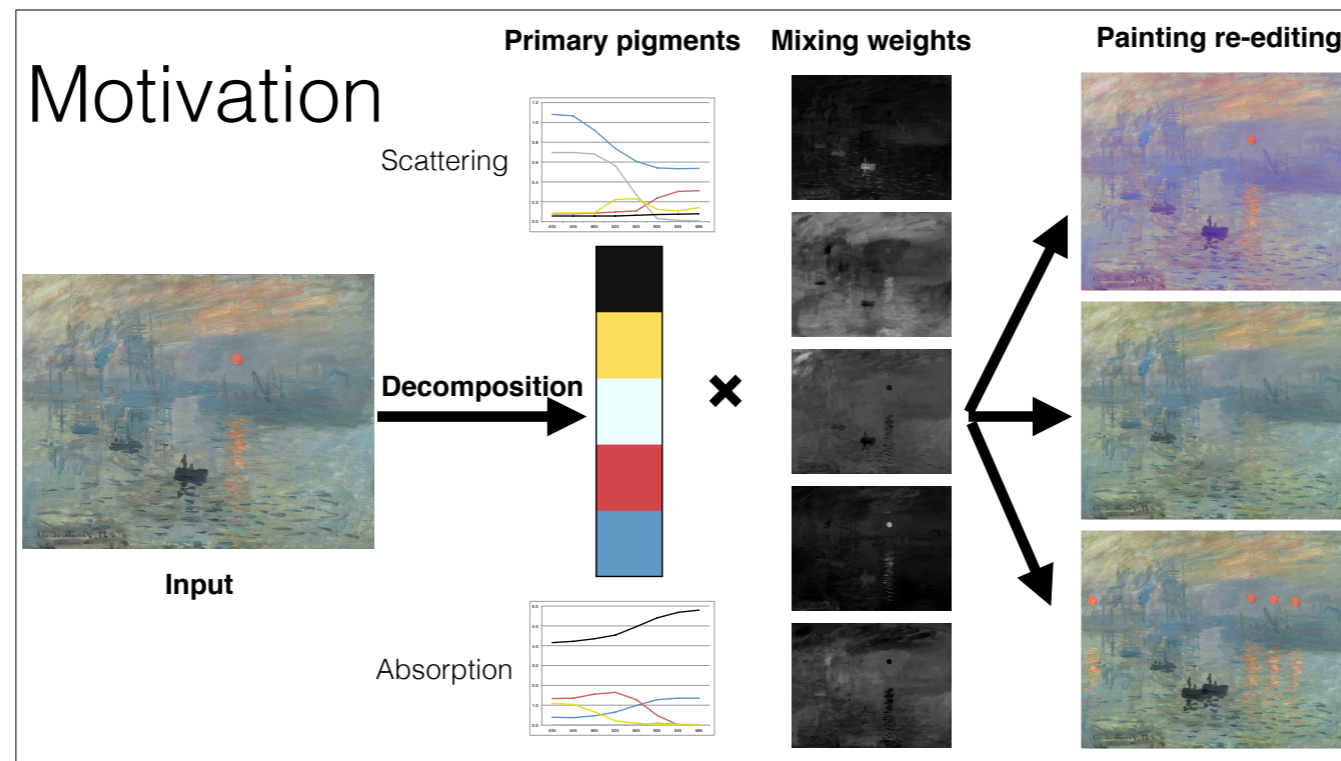 Motivation
Primary pigments
Mixing weights
Painting re-editing
Scattering
Decomposition
Input
Absorption